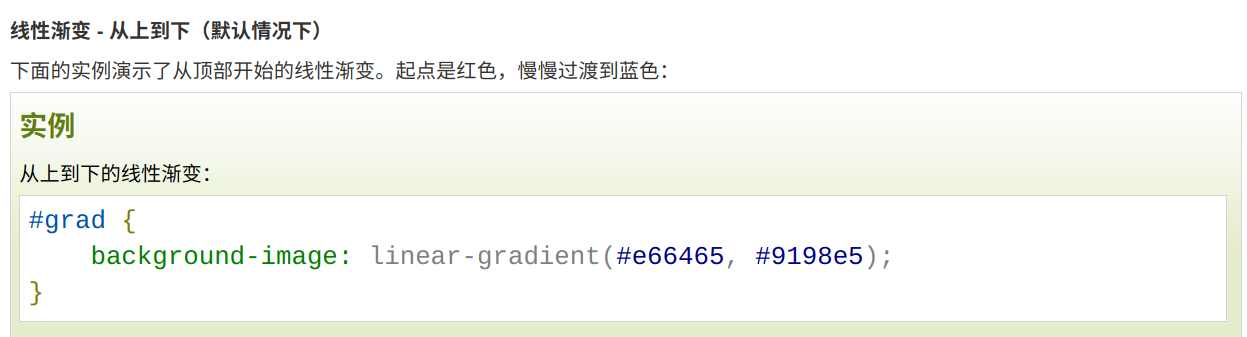 线性渐变 - 从上到下（默认情况下）
下面的实例演示了从顶部开始的线性渐变。起点是红色，慢慢过渡到蓝色：
实例
从上到下的线性渐变：
#grad {
    background-image: linear-gradient(#e66465, #9198e5);
}